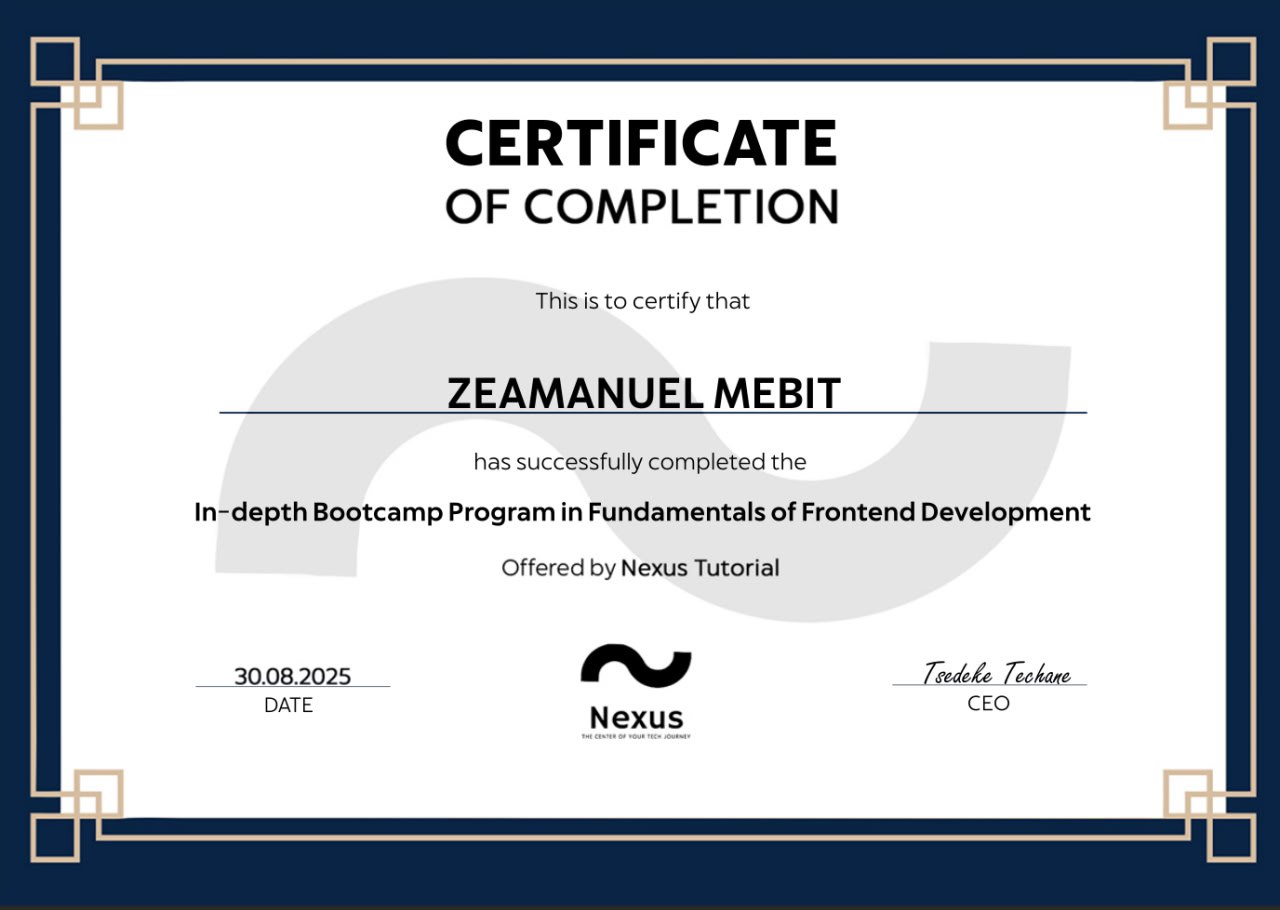 CERTIFICATE
OF COMPLETION
This is to certify that
ZEAMANUEL MEBIT
has successfully completed the
In-depth Bootcamp Program in Fundamentals of Frontend Development
Offered by Nexus Tutorial
30.08.2025
DATE
Nexus
THE CENTER OF YOUR TECH JOURNEY
Tsedeke Techane
CEO